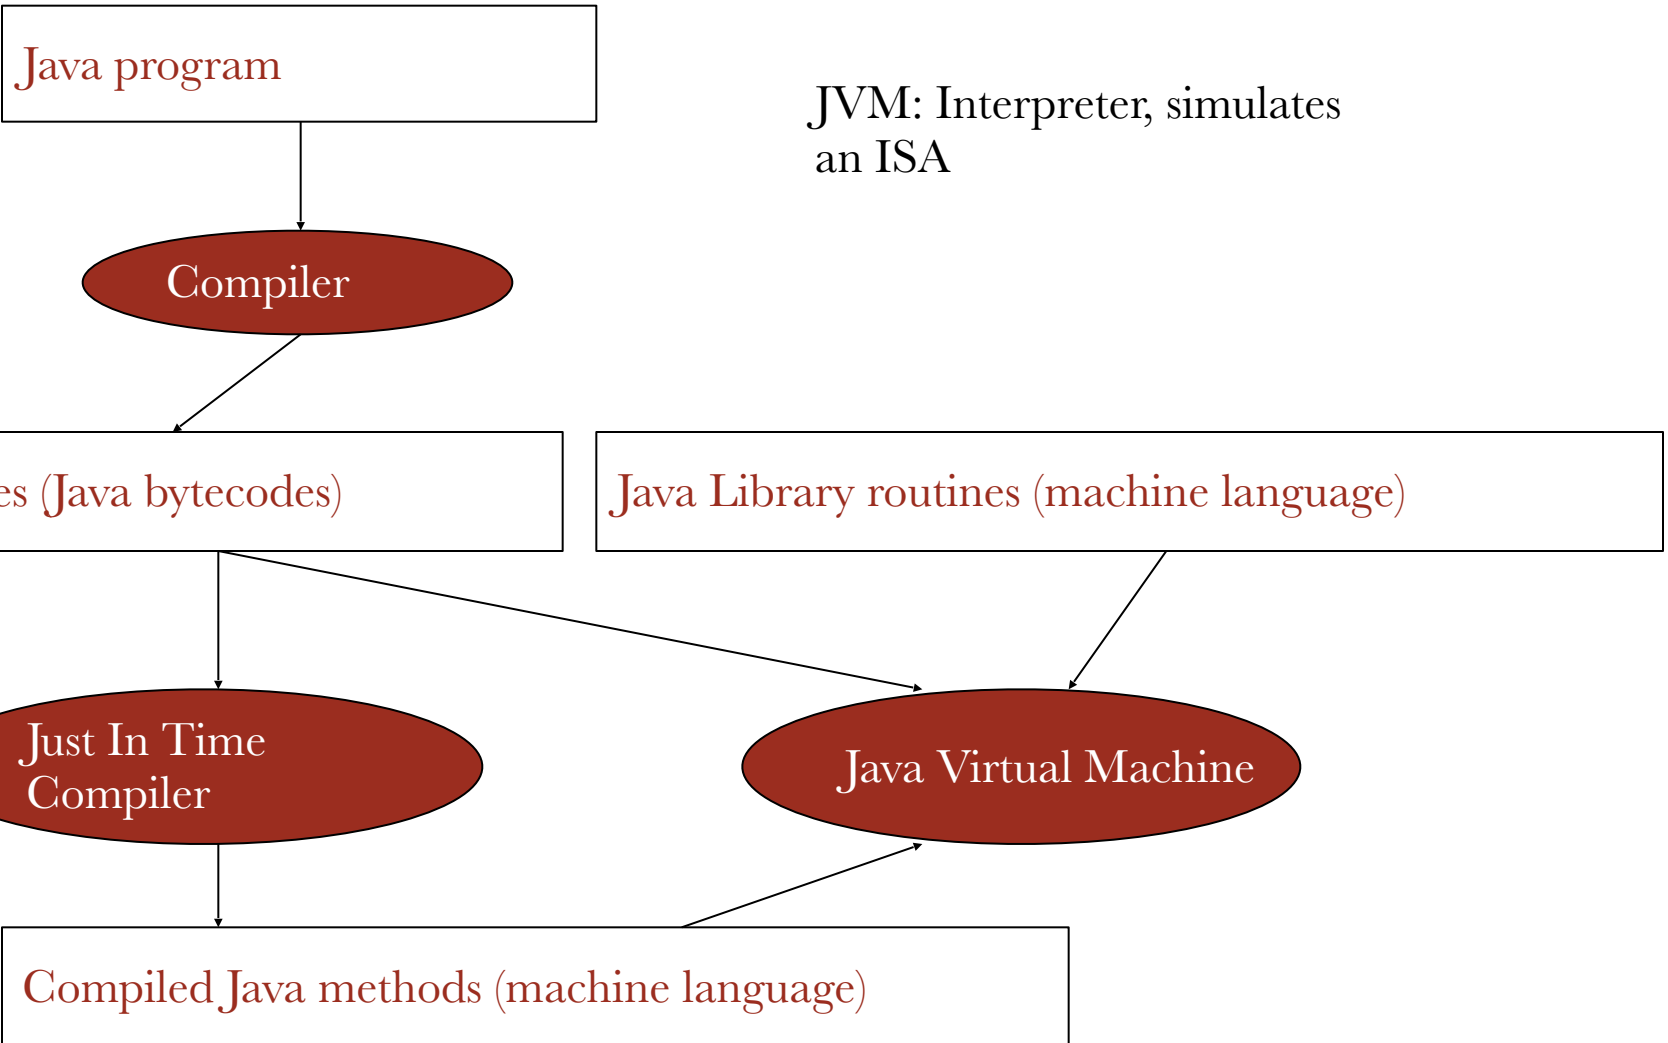 Java program
JVM: Interpreter, simulates
an ISA
Compiler
es (Java bytecodes)
Java Library routines (machine language)
Just In Time
Compiler
Java Virtual Machine
Compiled Java methods (machine language)